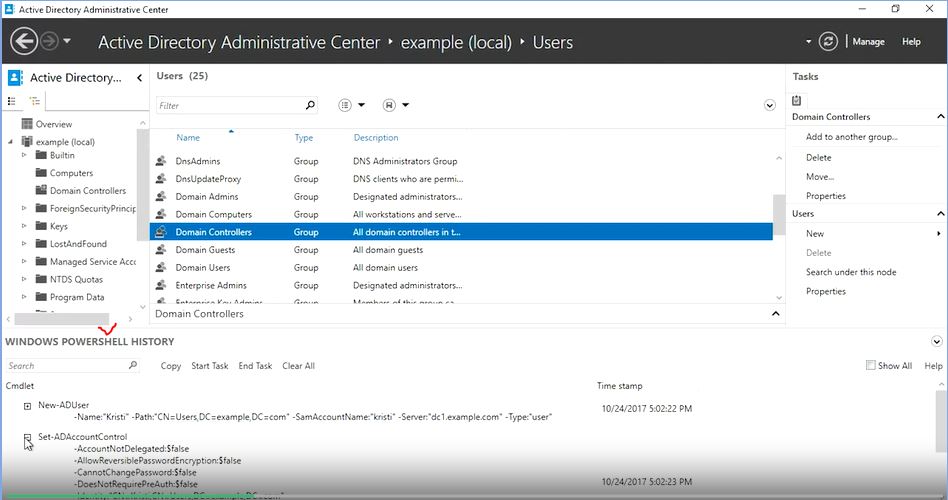 Active Directory Administrative Center
Active Directory Administrative Center • example (local) • Users
Manage
Help
Active Directory...
Overview
example (local)
Builtin
Computers
Domain Controllers
ForeignSecurityPrincip
Keys
LostAndFound
Managed Service Acco
NTDS Quotas
Program Data
Users (25)
Filter
Name Type Description
DnsAdmins Group DNS Administrators Group
DnsUpdateProxy Group DNS clients who are permi...
Domain Admins Group Designated administrators...
Domain Computers Group All workstations and serve...
Domain Controllers Group All domain controllers in t...
Domain Guests Group All domain guests
Domain Users Group All domain users
Enterprise Admins Group Designated administrators...
Enterprise Key Admins Group Members of this group ca...
Domain Controllers
Tasks
Domain Controllers
Add to another group...
Delete
Move...
Properties
Users
New
Delete
Search under this node
Properties
WINDOWS POWERSHELL HISTORY
Search
Copy Start Task End Task Clear All
Show All Help
Cmdlet Time stamp
New-ADUser
-Name:"Kristi" -Path:"CN=Users,DC=example,DC=com" -SamAccountName:"kristi" -Server:"dc1.example.com" -Type:"user"
10/24/2017 5:02:22 PM
Set-ADAccountControl
-AccountNotDelegated:$false
-AllowReversiblePasswordEncryption:$false
-CannotChangePassword:$false
-DoesNotRequirePreAuth:$false
10/24/2017 5:02:23 PM